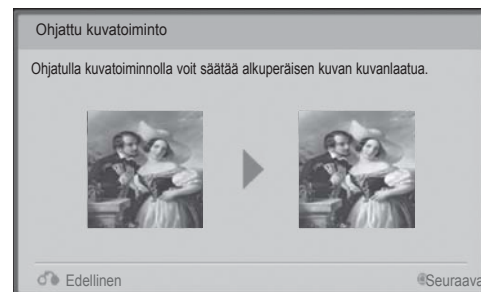 Ohjattu kuvatoiminto
Ohjatulla kuvatoiminnolla voit säätää alkuperäisen kuvan kuvanlaatua.
Edellinen
Seuraava